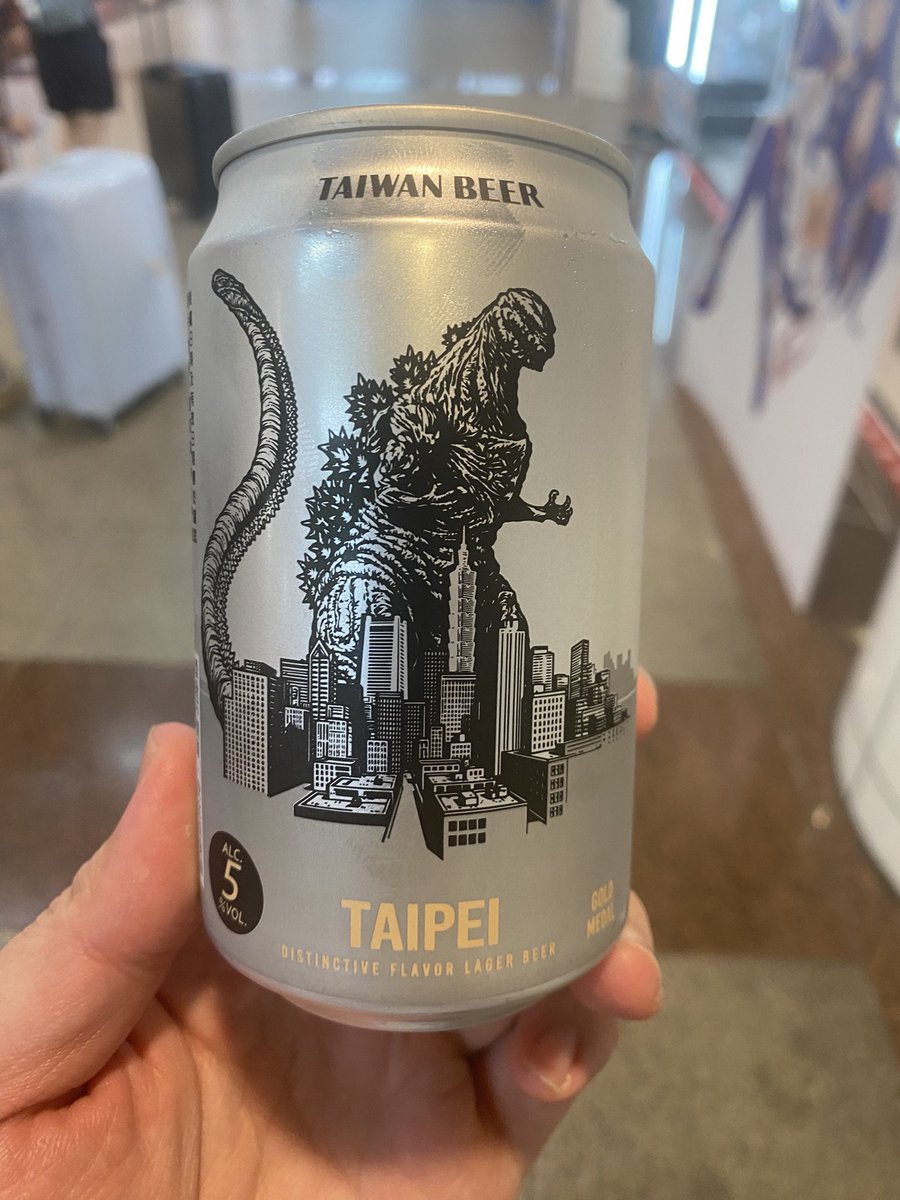 TAIWAN BEER
ALC.
5
%VOL.
TAIPEI
GOLD
MEDAL
DISTINCTIVE FLAVOR LAGER BEER